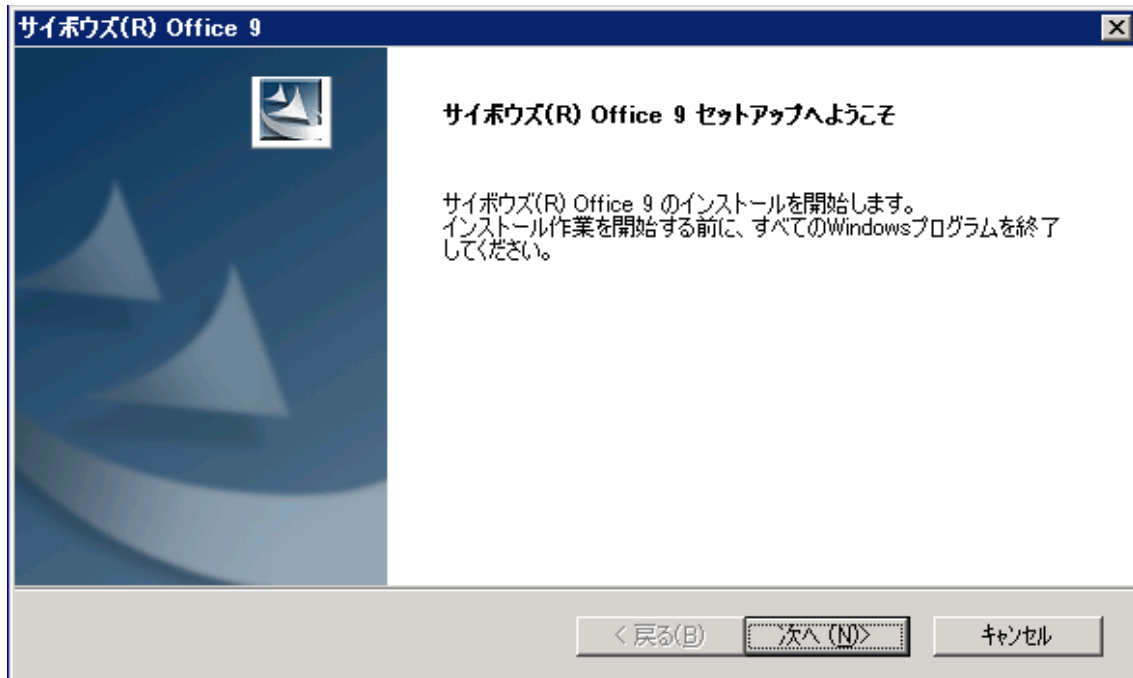 サイボウズ(R) Office 9
サイボウズ(R) Office 9 セットアップへようこそ
サイボウズ(R) Office 9 のインストールを開始します。
インストール作業を開始する前に、すべてのWindowsプログラムを終了
してください。
< 戻る(B)
次へ (N)>
キャンセル